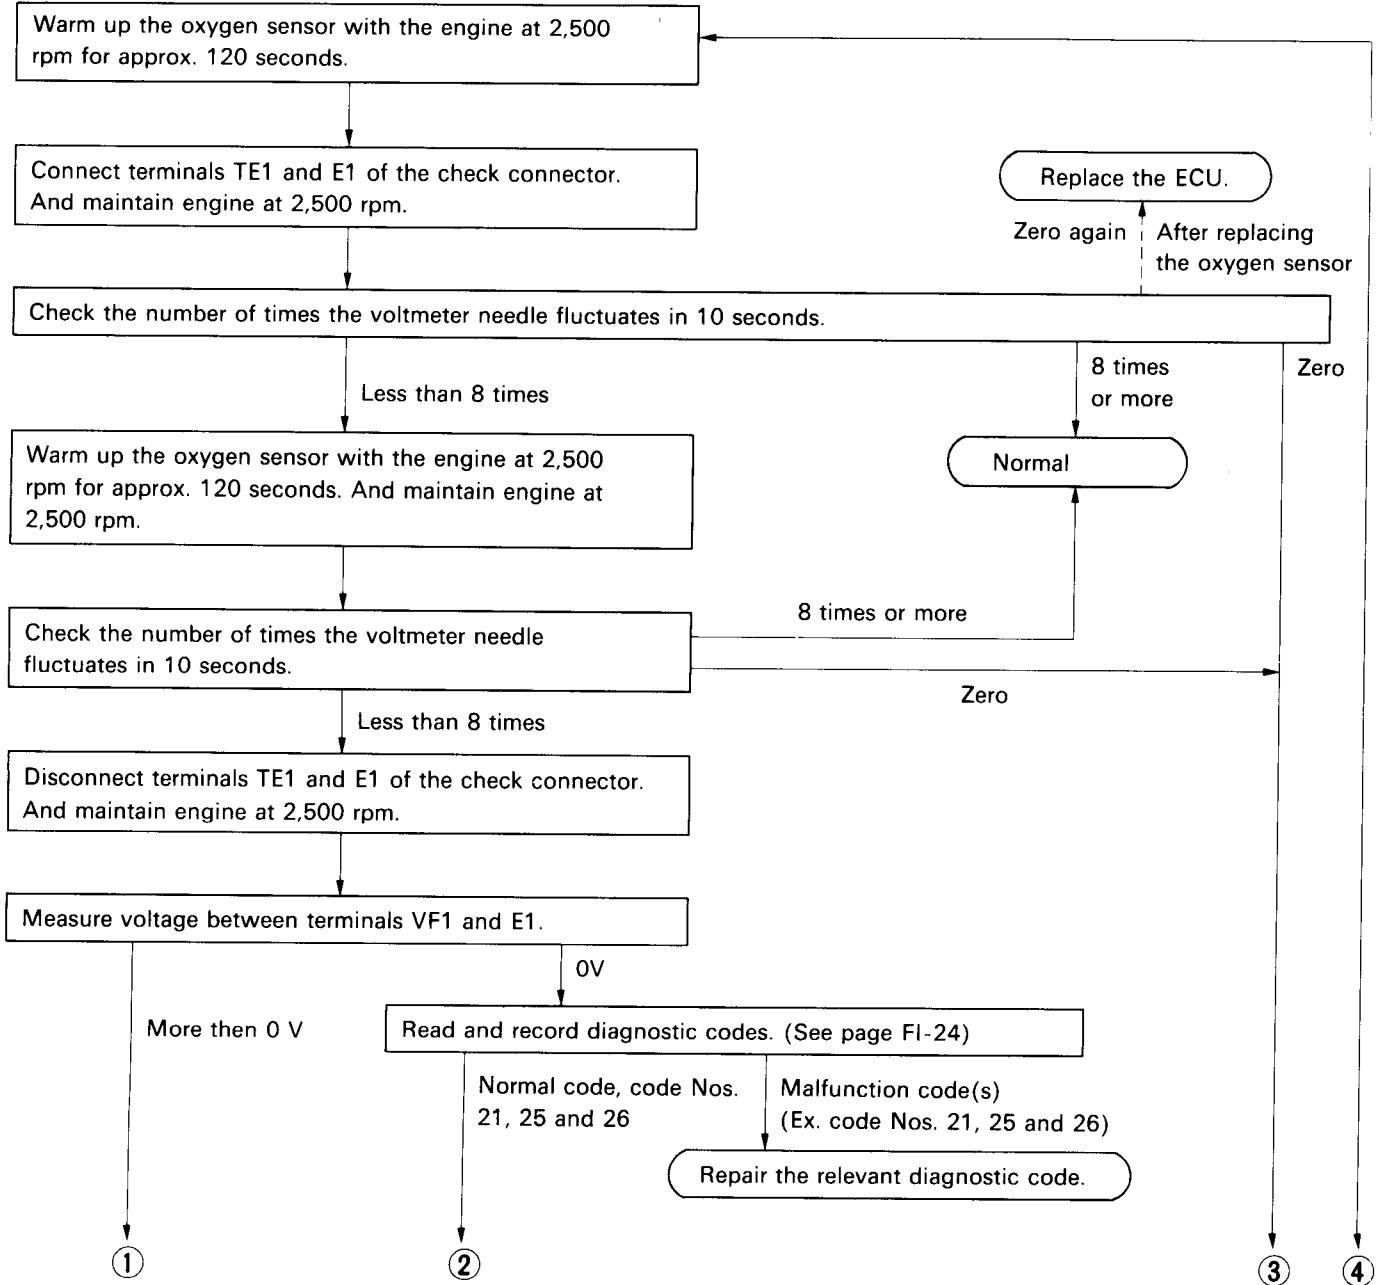 Warm up the oxygen sensor with the engine at 2,500
rpm for approx. 120 seconds.
Connect terminals TE1 and E1 of the check connector.
And maintain engine at 2,500 rpm.
Replace the ECU.
Zero again
After replacing
the oxygen sensor
Check the number of times the voltmeter needle fluctuates in 10 seconds.
Less than 8 times
8 times
or more
Zero
Warm up the oxygen sensor with the engine at 2,500
rpm for approx. 120 seconds. And maintain engine at
2,500 rpm.
Normal
Check the number of times the voltmeter needle
fluctuates in 10 seconds.
8 times or more
Zero
Less than 8 times
Disconnect terminals TE1 and E1 of the check connector.
And maintain engine at 2,500 rpm.
Measure voltage between terminals VF1 and E1.
0V
More then 0 V
Read and record diagnostic codes. (See page FI-24)
Normal code, code Nos.
21, 25 and 26
Malfunction code(s)
(Ex. code Nos. 21, 25 and 26)
Repair the relevant diagnostic code.
1
2
3
4